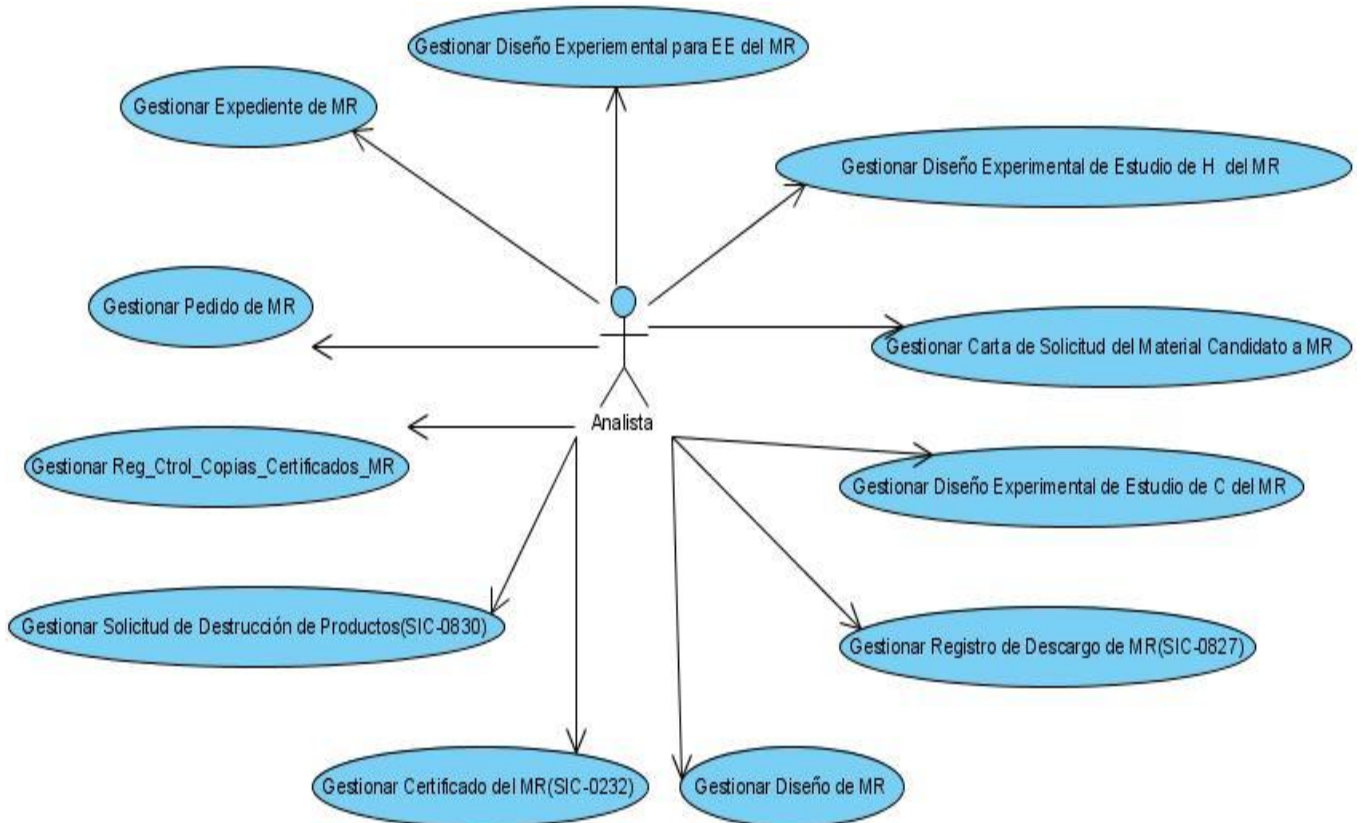 Gestionar Diseño Experiemental para EE del MR
Gestionar Expediente de MR
Gestionar Diseño Experimental de Estudio de H del MR
Gestionar Pedido de MR
Gestionar Carta de Solicitud del Material Candidato a MR
Analista
Gestionar Reg_Ctrol_Copias_Certificados_MR
Gestionar Diseño Experimental de Estudio de C del MR
Gestionar Solicitud de Destrucción de Productos(SIC-0830)
Gestionar Registro de Descargo de MR(SIC-0827)
Gestionar Certificado del MR(SIC-0232)
Gestionar Diseño de MR